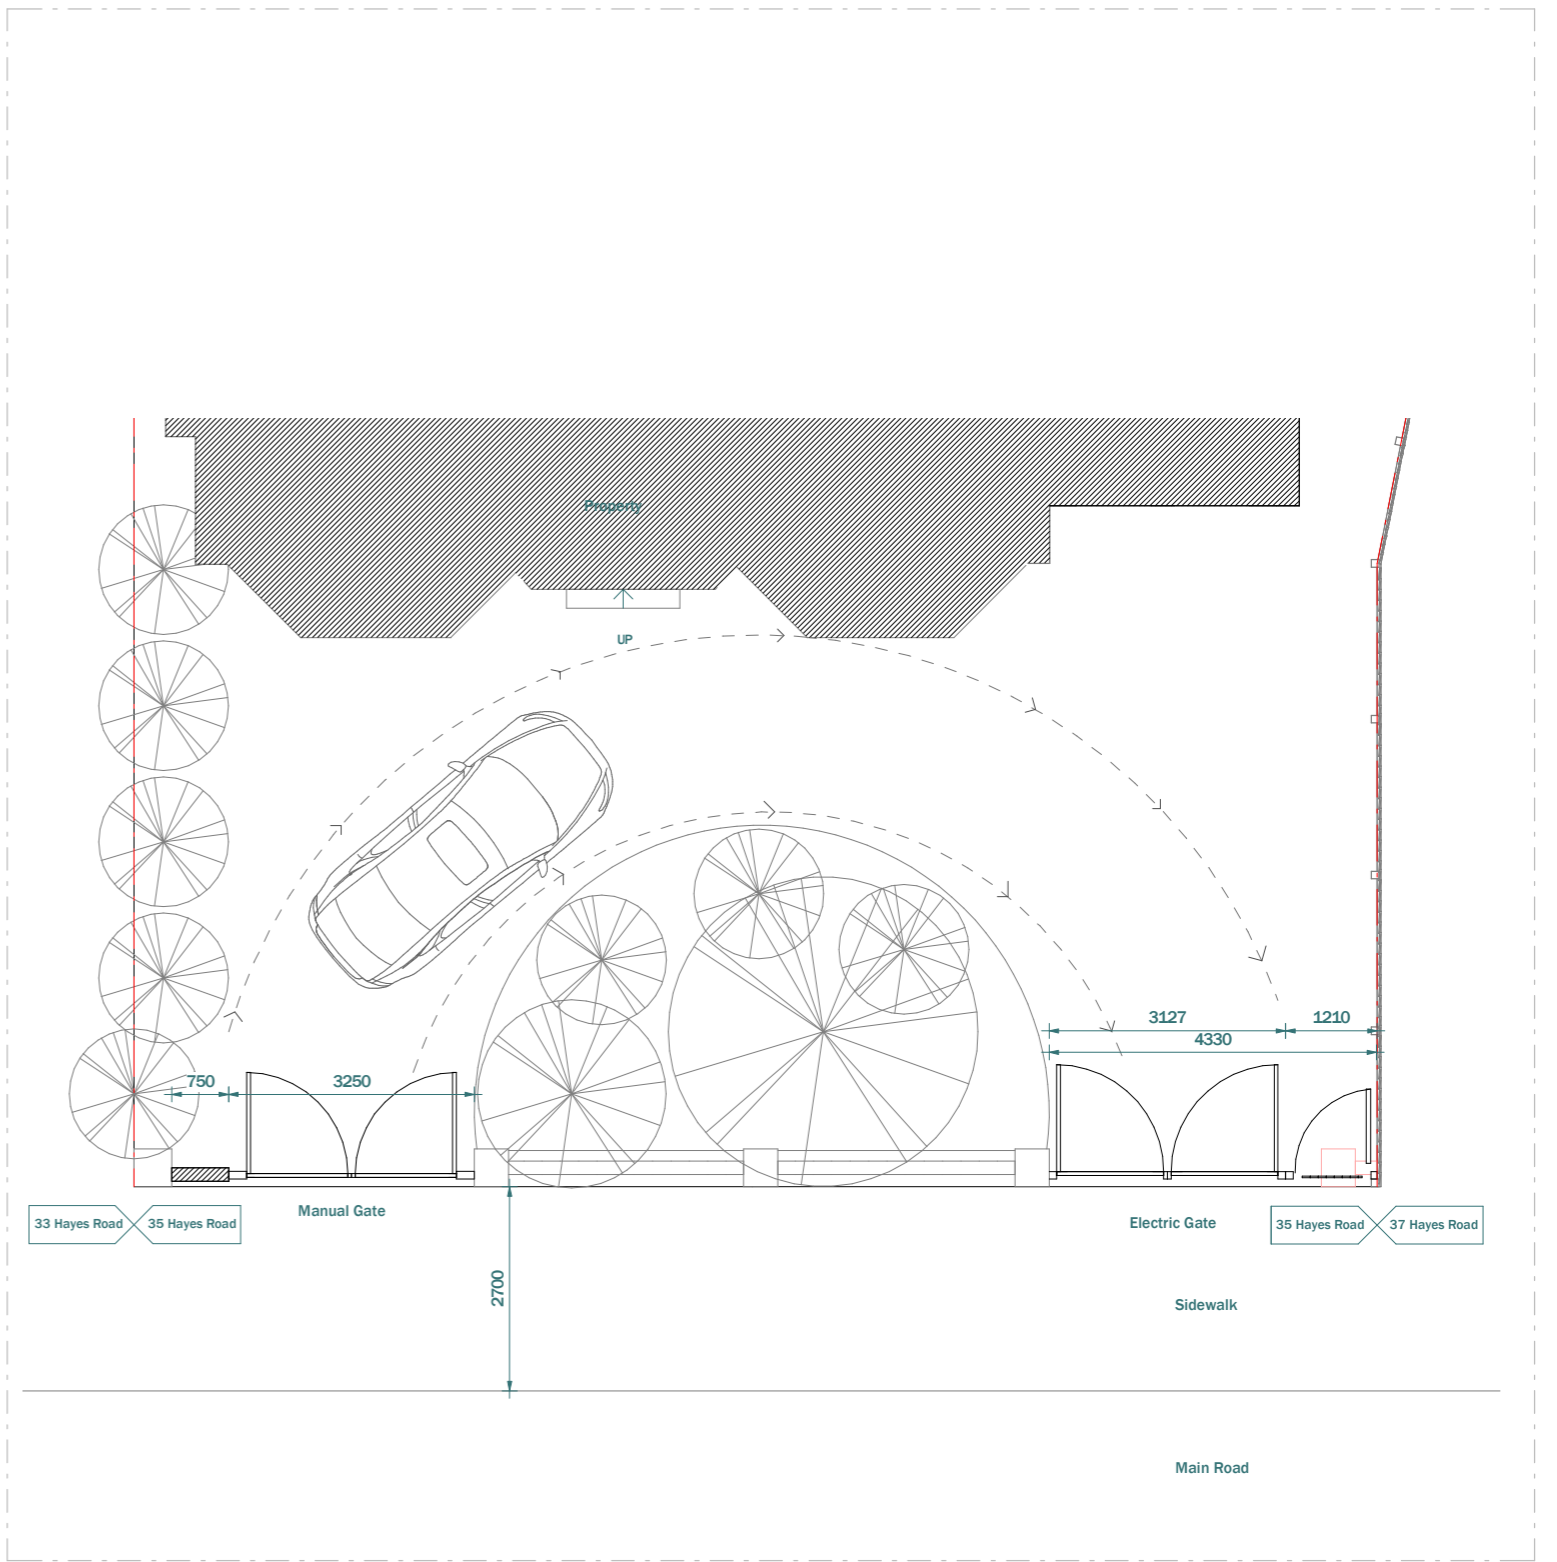 Property
UP
3127
1210
4330
750
3250
Manual Gate
Electric Gate
33 Hayes Road
35 Hayes Road
35 Hayes Road
37 Hayes Road
2700
Sidewalk
Main Road